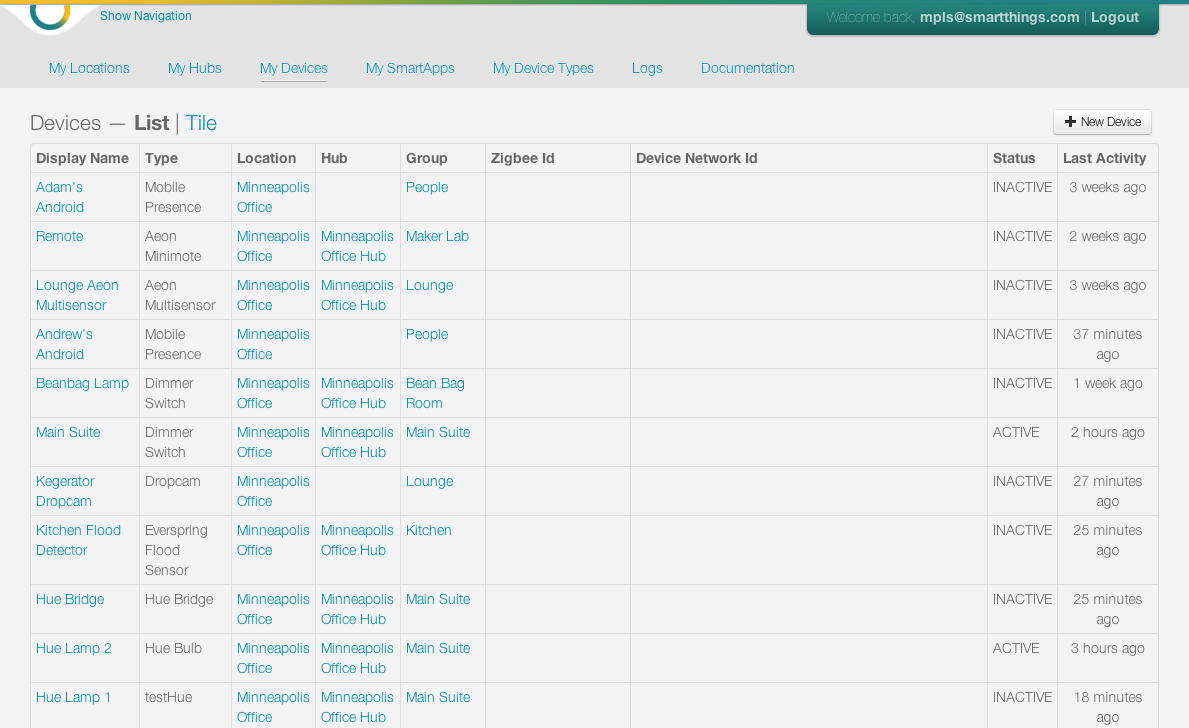 Show Navigation
Welcome back, mpls@smartthings.com | Logout
My Locations My Hubs My Devices My SmartApps My Device Types Logs Documentation
Devices — List | Tile
New Device
Display Name Type Location Hub Group Zigbee Id Device Network Id Status Last Activity
Adam's Mobile Minneapolis People INACTIVE 3 weeks ago
Android Presence Office
Remote Aeon Minneapolis Minneapolis Maker Lab INACTIVE 2 weeks ago
Minimote Office Office Hub
Lounge Aeon Aeon Minneapolis Minneapolis Lounge INACTIVE 3 weeks ago
Multisensor Multisensor Office Office Hub
Andrew's Mobile Minneapolis People INACTIVE 37 minutes
Android Presence Office ago
Beanbag Lamp Dimmer Minneapolis Minneapolis Bean Bag INACTIVE 1 week ago
Switch Office Office Hub Room
Main Suite Dimmer Minneapolis Minneapolis Main Suite ACTIVE 2 hours ago
Switch Office Office Hub
Kegerator Dropcam Minneapolis Lounge INACTIVE 27 minutes
Dropcam Office ago
Kitchen Flood Everspring Minneapolis Minneapolis Kitchen INACTIVE 25 minutes
Detector Flood Office Office Hub ago
Sensor
Hue Bridge Hue Bridge Minneapolis Minneapolis Main Suite INACTIVE 25 minutes
Office Office Hub ago
Hue Lamp 2 Hue Bulb Minneapolis Minneapolis Main Suite ACTIVE 3 hours ago
Office Office Hub
Hue Lamp 1 testHue Minneapolis Minneapolis Main Suite INACTIVE 18 minutes
Office Office Hub ago